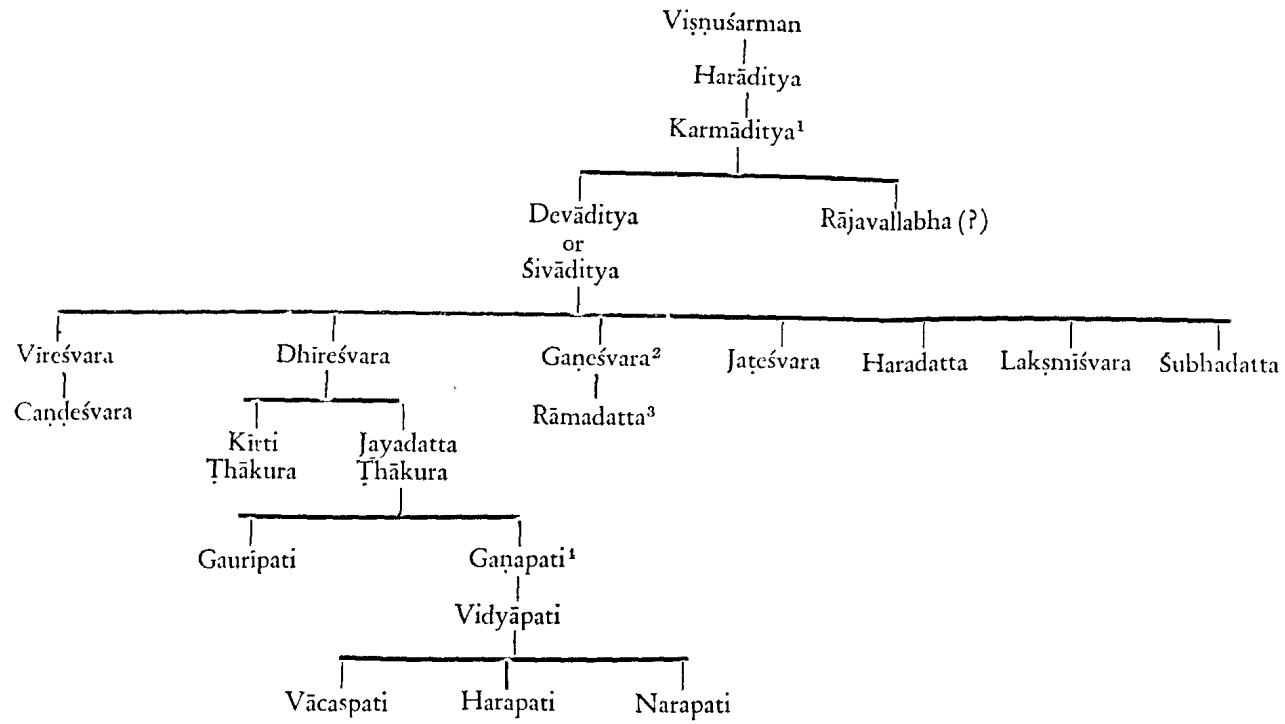 Viṣṇuśarman
Harāditya
Karmāditya¹
Devāditya
or
Śivāditya
Rājavallabha (?)
Vīreśvara Dhīreśvara Gaṇeśvara² Jaṭeśvara Haradatta Lakṣmīśvara Śubhadatta
Caṇḍeśvara Rāmadatta³
Kīrti Jayadatta
Ṭhākura Ṭhākura
Gaurīpati Gaṇapati⁴
Vidyāpati
Vācaspati Harapati Narapati